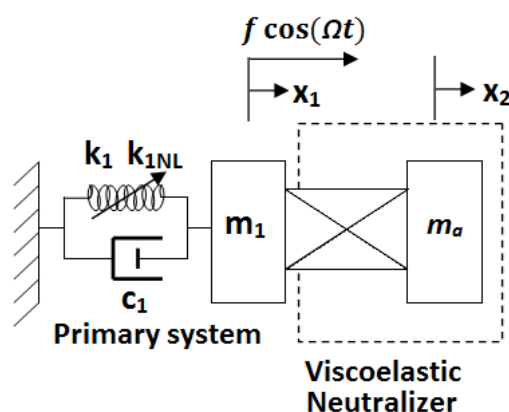 f cos(Ωt)
x₁
x₂
k₁ k₁NL
m₁
mₐ
c₁
Primary system
Viscoelastic
Neutralizer